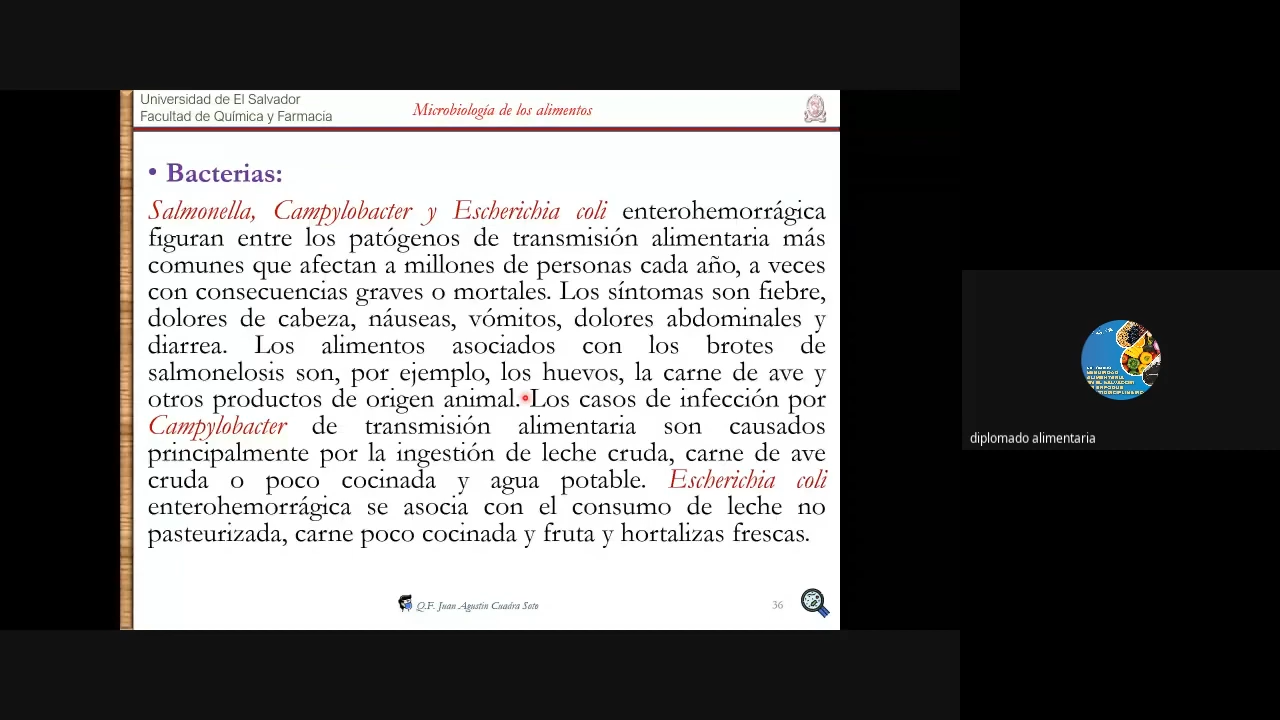 Universidad de El Salvador
Facultad de Química y Farmacia
Microbiología de los alimentos
• Bacterias:
Salmonella, Campylobacter y Escherichia coli enterohemorrágica
figuran entre los patógenos de transmisión alimentaria más
comunes que afectan a millones de personas cada año, a veces
con consecuencias graves o mortales. Los síntomas son fiebre,
dolores de cabeza, náuseas, vómitos, dolores abdominales y
diarrea. Los alimentos asociados con los brotes de
salmonelosis son, por ejemplo, los huevos, la carne de ave y
otros productos de origen animal. Los casos de infección por
Campylobacter de transmisión alimentaria son causados
principalmente por la ingestión de leche cruda, carne de ave
cruda o poco cocinada y agua potable. Escherichia coli
enterohemorrágica se asocia con el consumo de leche no
pasteurizada, carne poco cocinada y fruta y hortalizas frescas.
Q.F. Juan Agustín Cuadra Soto
36
diplomado alimentaria